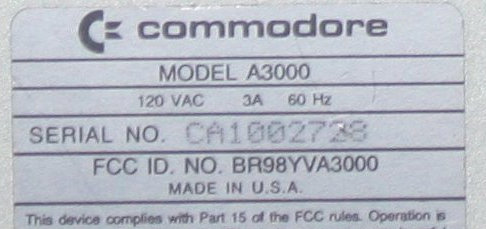 commodore
MODEL A3000
120 VAC 3A 60 Hz
SERIAL NO. CA1002728
FCC ID. NO. BR98YVA3000
MADE IN U.S.A.
This device complies with Part 15 of the FCC rules. Operation is